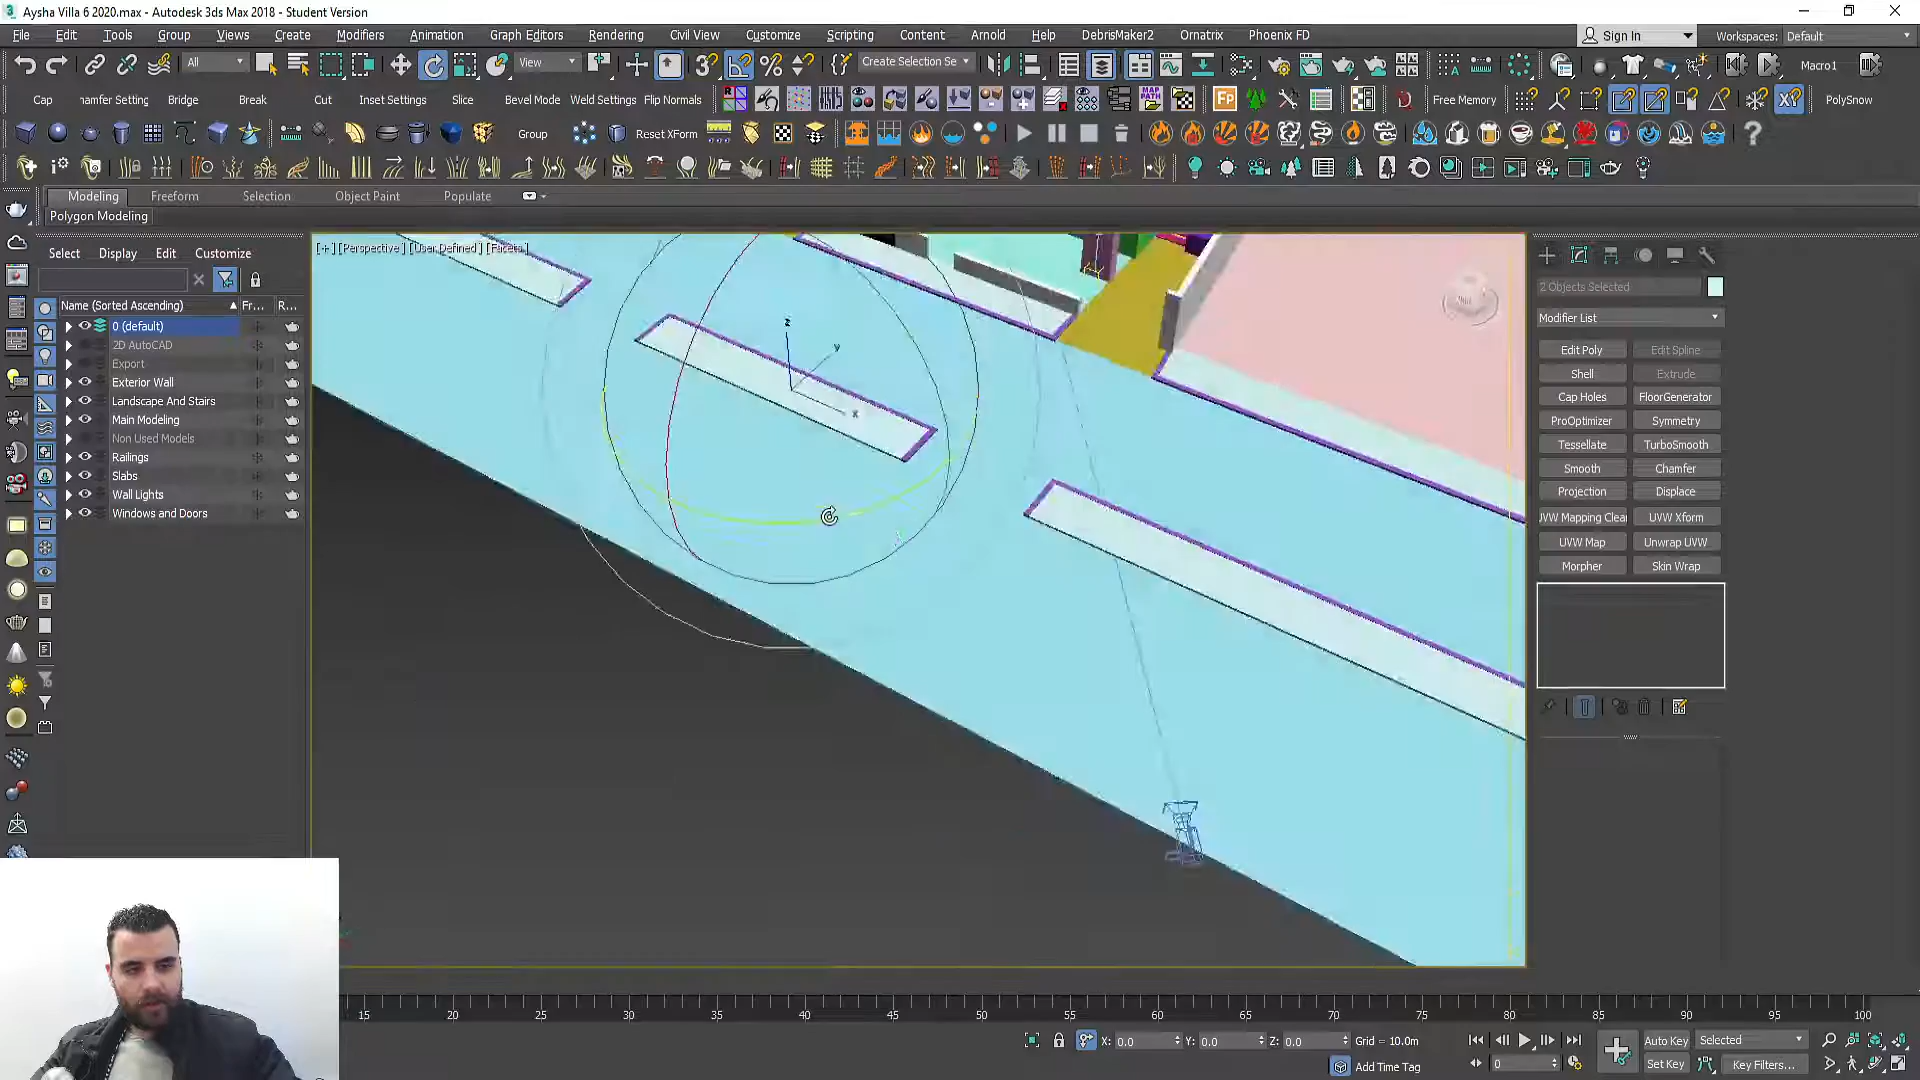 Aysha Villa 6 2020.max - Autodesk 3ds Max 2018 - Student Version
File Edit Tools Group Views Create Modifiers Animation Graph Editors Rendering Civil View Customize Scripting Content Arnold Help DebrisMaker2 Ornatrix Phoenix FD Sign In Workspaces: Default
All View Create Selection Se Macro1
Cap hamfer Setting Bridge Break Cut Inset Settings Slice Bevel Mode Weld Settings Flip Normals MAP PATH FP Free Memory XY PolySnow
Group Reset XForm
Modeling Freeform Selection Object Paint Populate
Polygon Modeling
Select Display Edit Customize
[+] [Perspective] [User Defined] [Facets]
Name (Sorted Ascending) Fr... R...
0 (default)
2D AutoCAD
Export
Exterior Wall
Landscape And Stairs
Main Modeling
Non Used Models
Railings
Slabs
Wall Lights
Windows and Doors
z
y
x
2 Objects Selected
Modifier List
Edit Poly Edit Spline
Shell Extrude
Cap Holes FloorGenerator
ProOptimizer Symmetry
Tessellate TurboSmooth
Smooth Chamfer
Projection Displace
UVW Mapping Clear UVW Xform
UVW Map Unwrap UVW
Morpher Skin Wrap
15 20 25 30 35 40 45 50 55 60 65 70 75 80 85 90 95 100
X: 0.0 Y: 0.0 Z: 0.0 Grid = 10.0m Auto Key Selected
Add Time Tag 0 Set Key Key Filters...